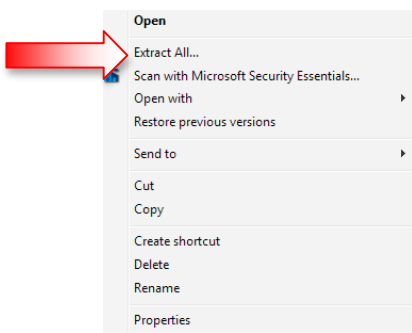 Open
Extract All...
Scan with Microsoft Security Essentials...
Open with
Restore previous versions
Send to
Cut
Copy
Create shortcut
Delete
Rename
Properties